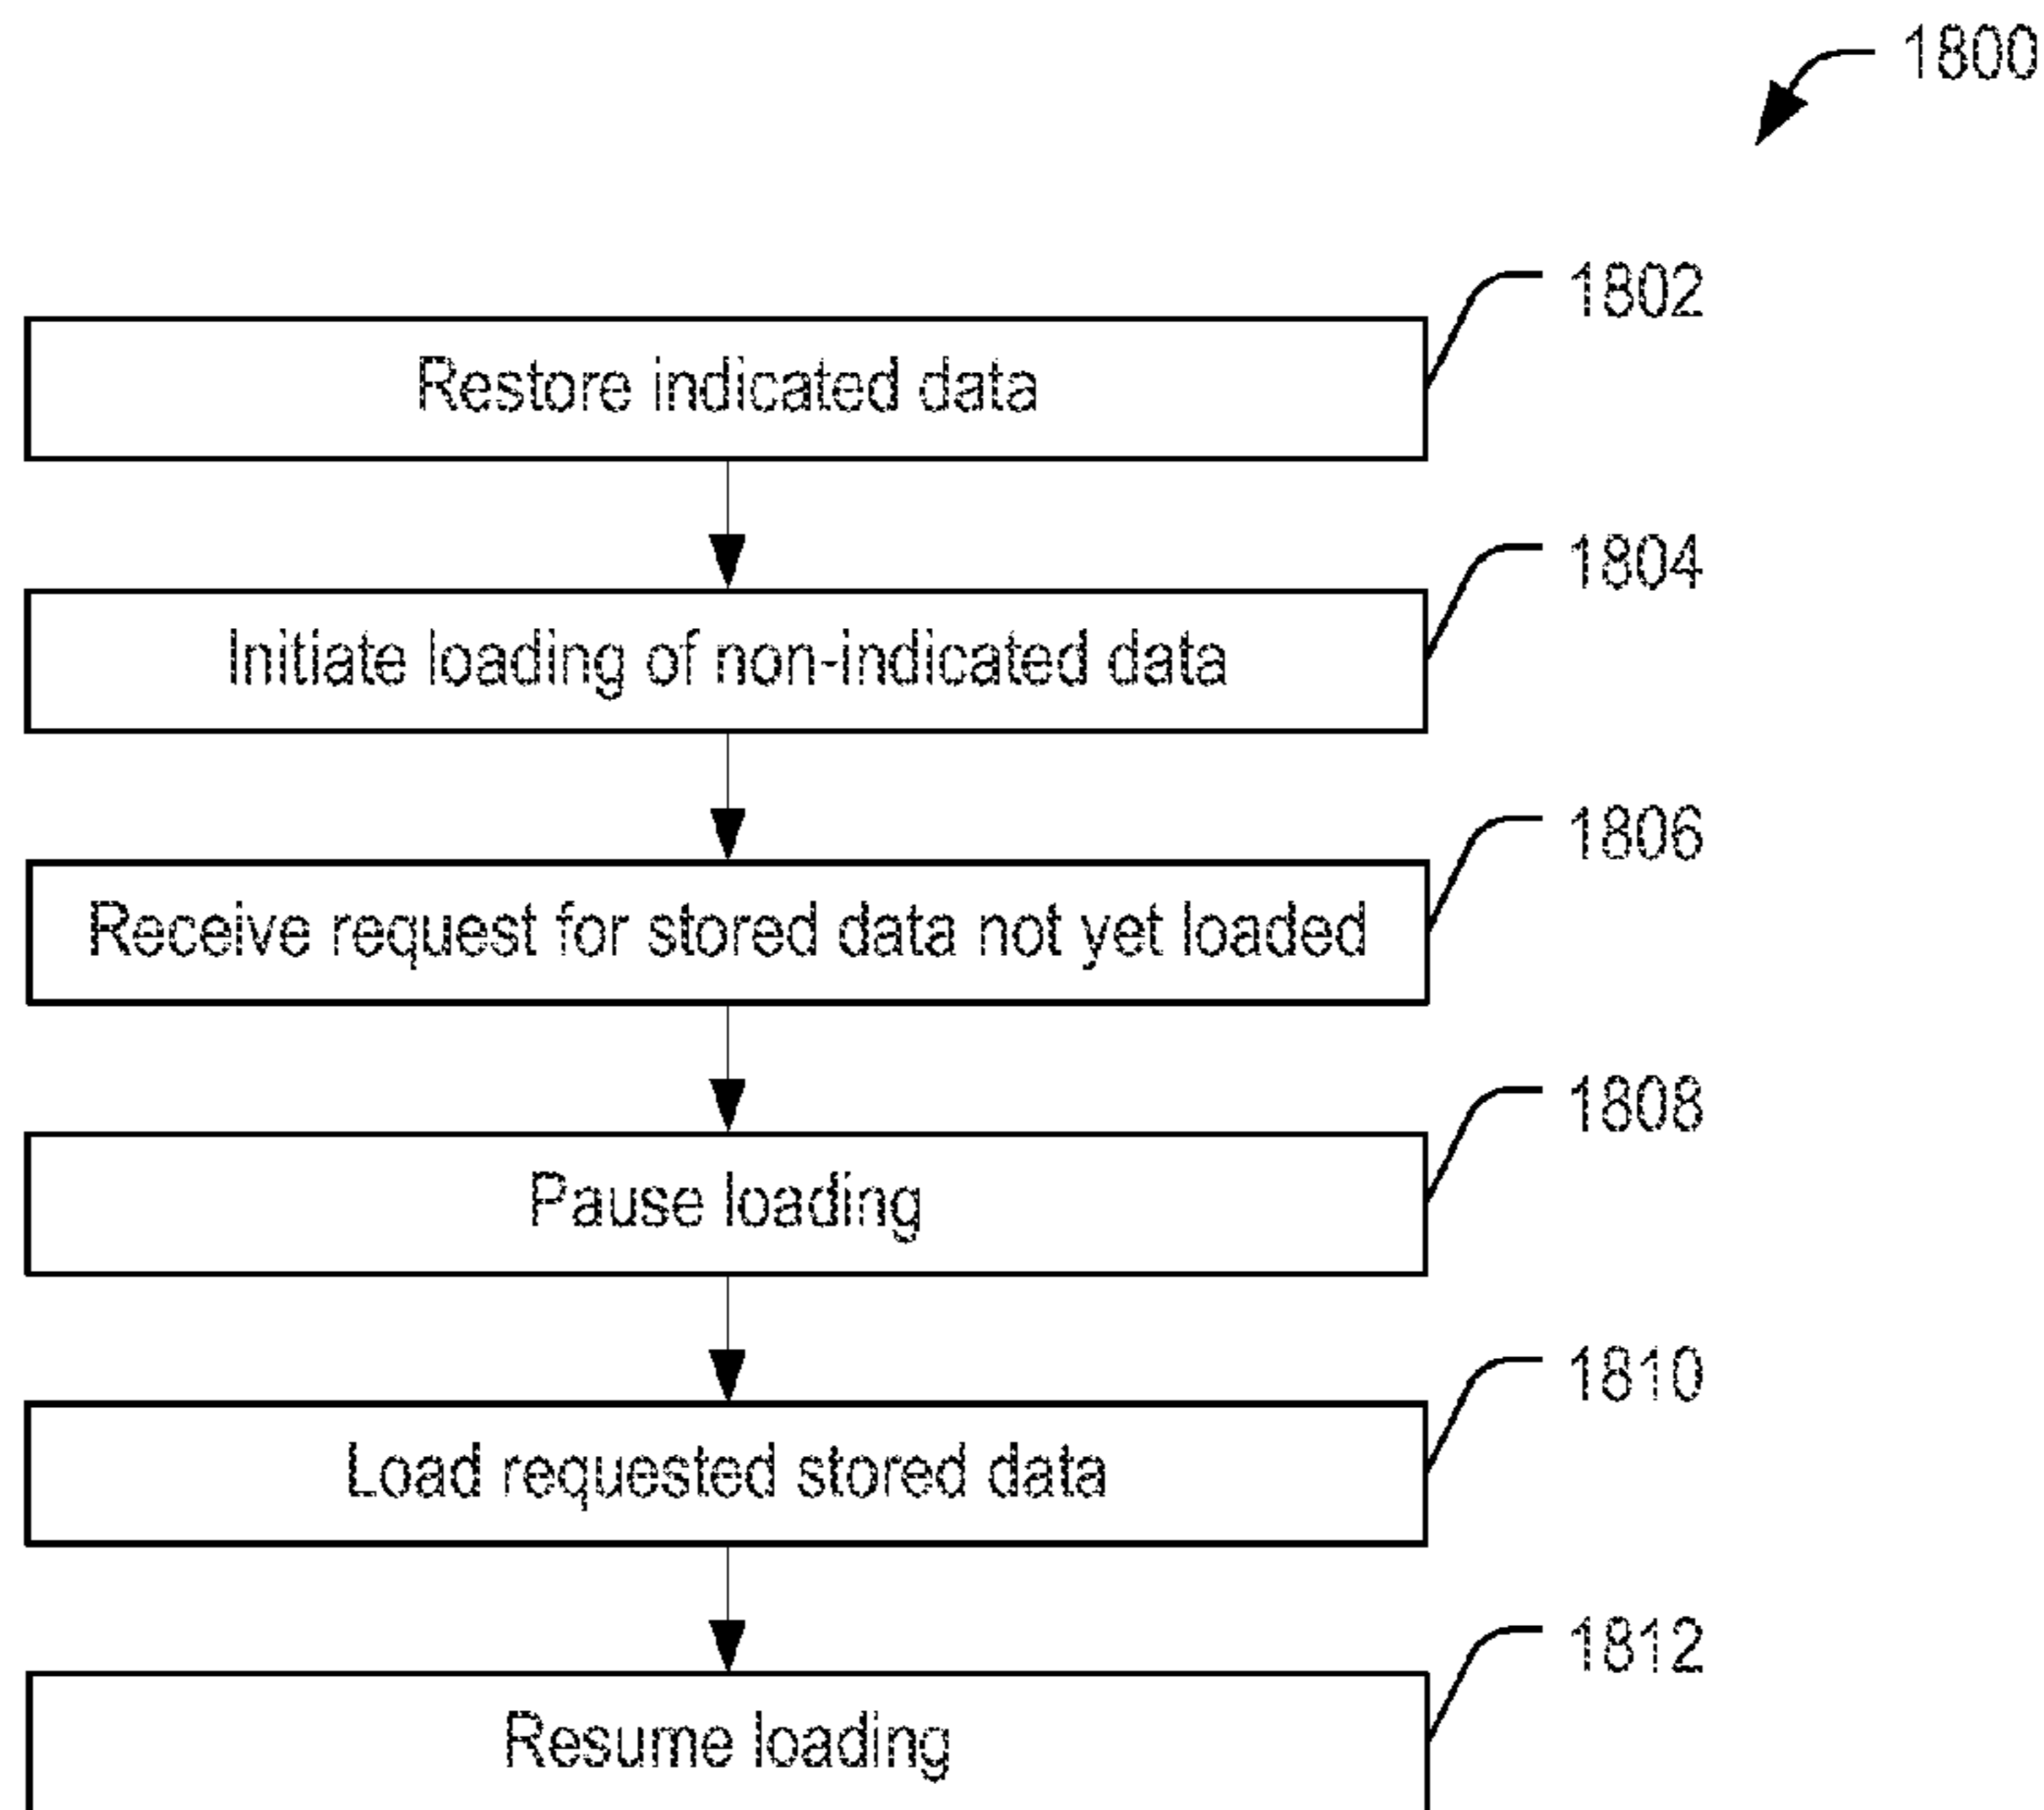 1800
1802
Restore indicated data
1804
Initiate loading of non-indicated data
1806
Receive request for stored data not yet loaded
1808
Pause loading
1810
Load requested stored data
1812
Resume loading